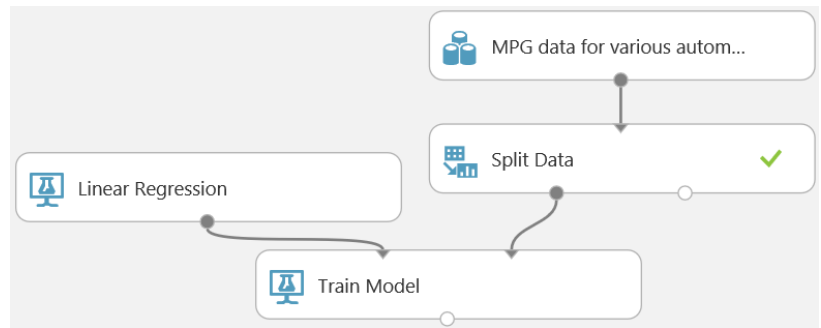 MPG data for various autom...
Split Data
Linear Regression
Train Model